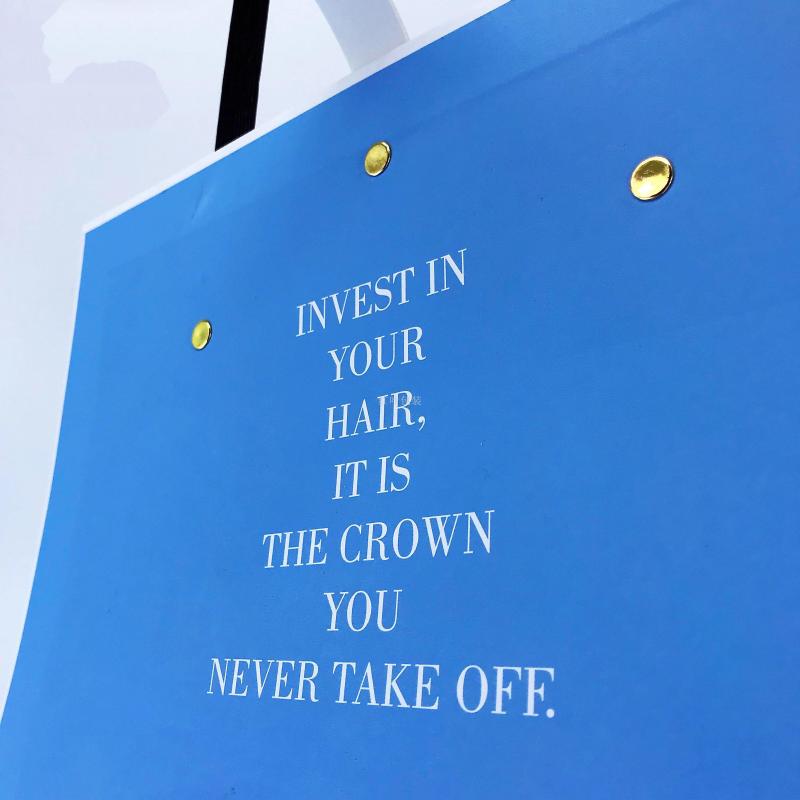 INVEST IN
YOUR
HAIR,
IT IS
THE CROWN
YOU
NEVER TAKE OFF.